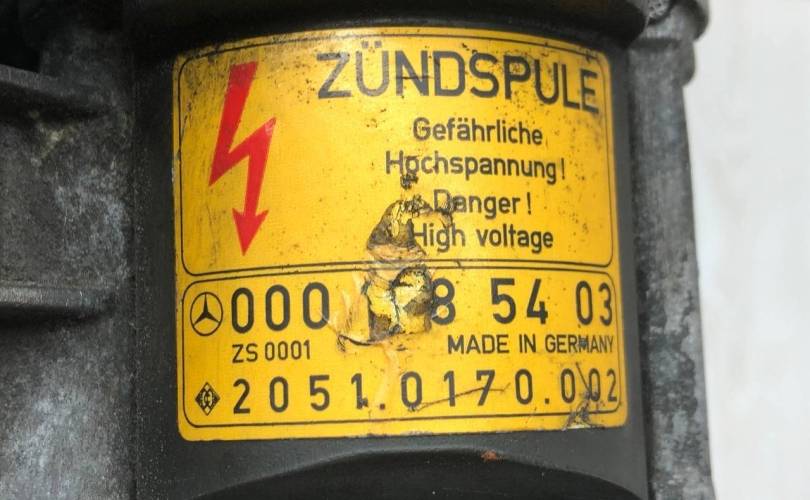 ZÜNDSPULE
Gefährliche
Hochspannung!
Danger!
High voltage
000 8 54 03
ZS 0001 MADE IN GERMANY
2051.0170.002